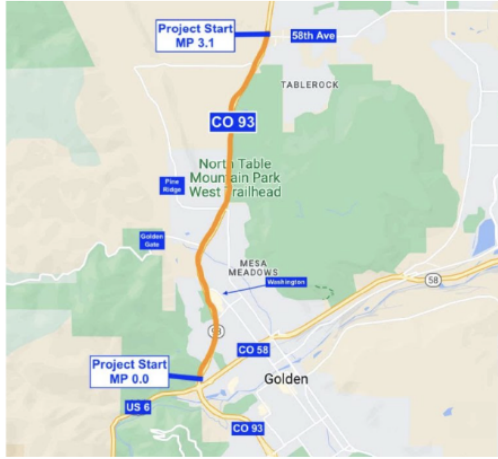 Project Start
MP 3.1
58th Ave
TABLEROCK
CO 93
North Table
Mountain Park
West Trailhead
Pine
Ridge
Golden
Gate
MESA
MEADOWS
Washington
58
Project Start
MP 0.0
CO 58
Golden
US 6
CO 93